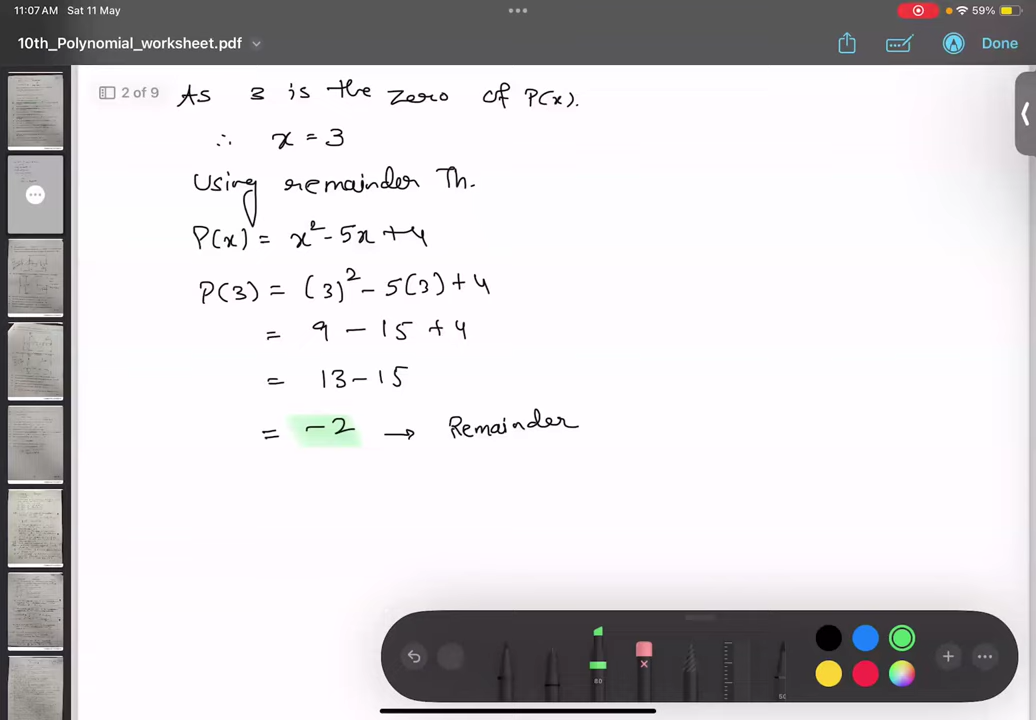 11:07 AM Sat 11 May
59%
10th_Polynomial_worksheet.pdf
Done
2 of 9
As 3 is the zero of P(x).
∴ x = 3
Using remainder Th.
P(x) = x² - 5x + 4
P(3) = (3)² - 5(3) + 4
= 9 - 15 + 4
= 13 - 15
= -2 → Remainder
80
50